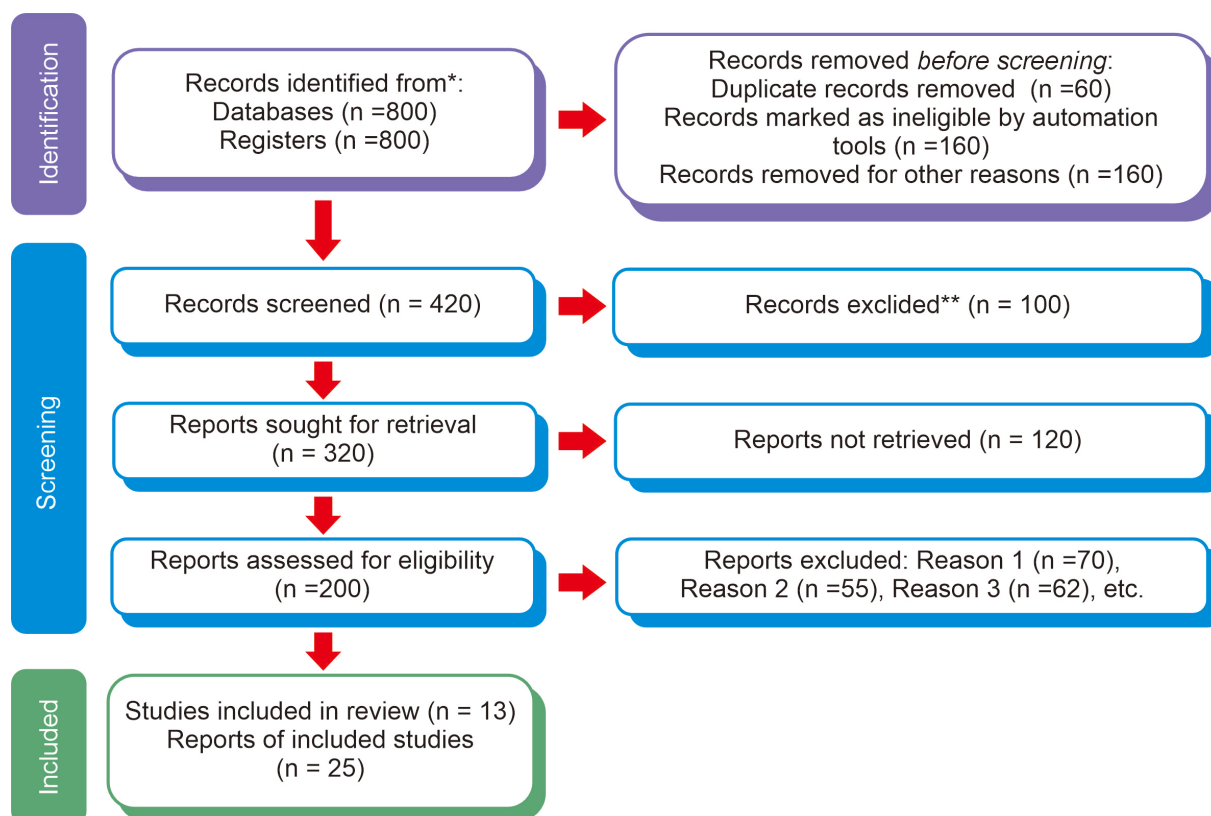 Identification
Records identified from*:
Databases (n =800)
Registers (n =800)
Records removed before screening:
Duplicate records removed  (n =60)
Records marked as ineligible by automation
tools (n =160)
Records removed for other reasons (n =160)
Screening
Records screened (n = 420)
Records exclided** (n = 100)
Reports sought for retrieval
(n = 320)
Reports not retrieved (n = 120)
Reports assessed for eligibility
(n =200)
Reports excluded: Reason 1 (n =70),
Reason 2 (n =55), Reason 3 (n =62), etc.
Included
Studies included in review (n = 13)
Reports of included studies
(n = 25)